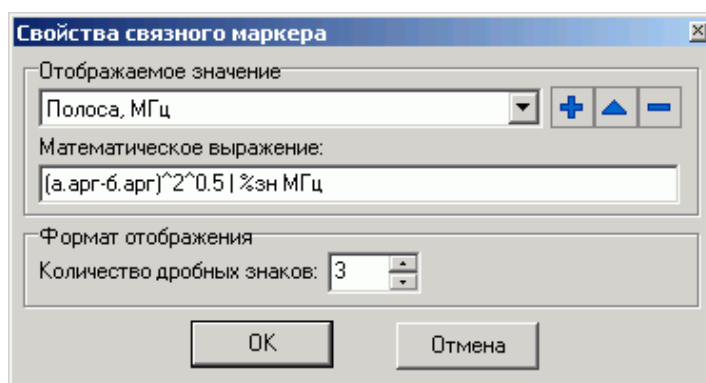 Свойства связного маркера
Отображаемое значение
Полоса, МГц
Математическое выражение:
(а.арг-б.арг)^2^0.5 | %зн МГц
Формат отображения
Количество дробных знаков: 3
ОК Отмена